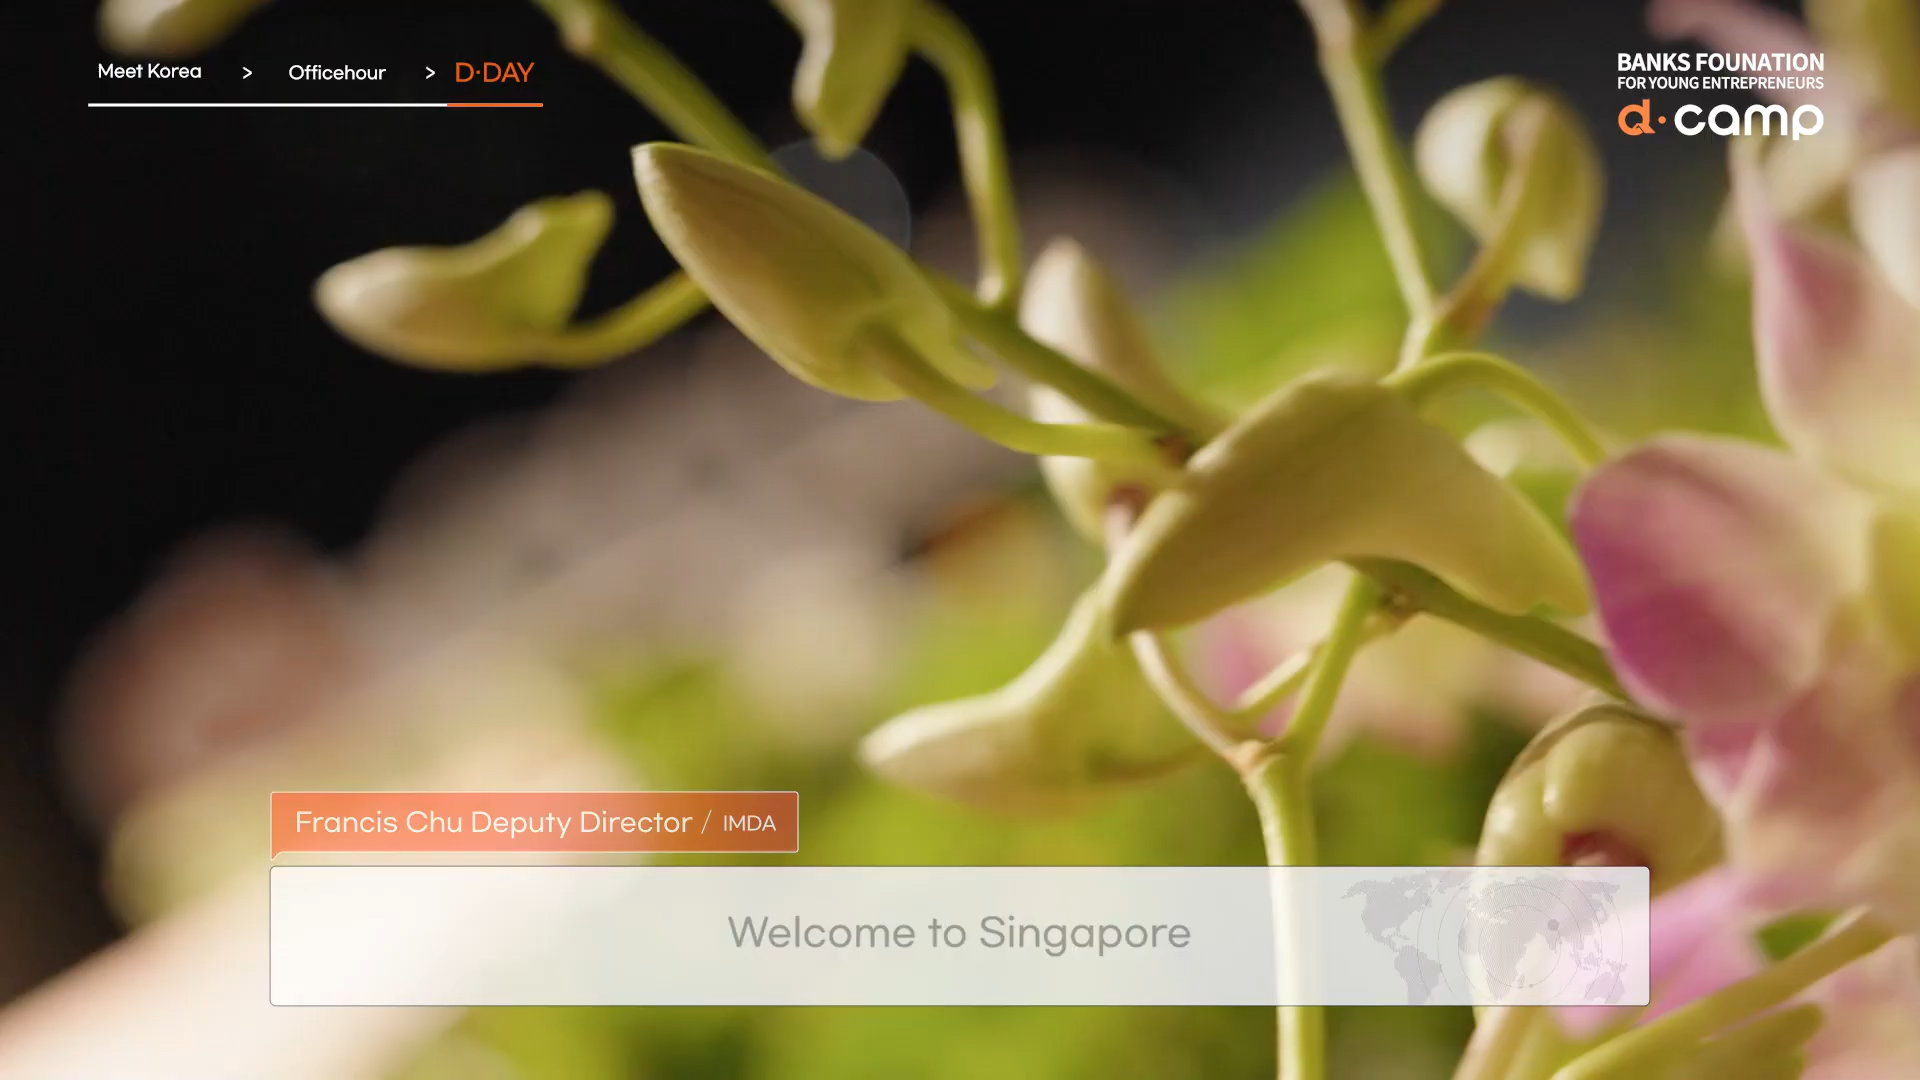 Meet Korea > Officehour > D·DAY
BANKS FOUNATION
FOR YOUNG ENTREPRENEURS
d·camp
Francis Chu Deputy Director / IMDA
Welcome to Singapore